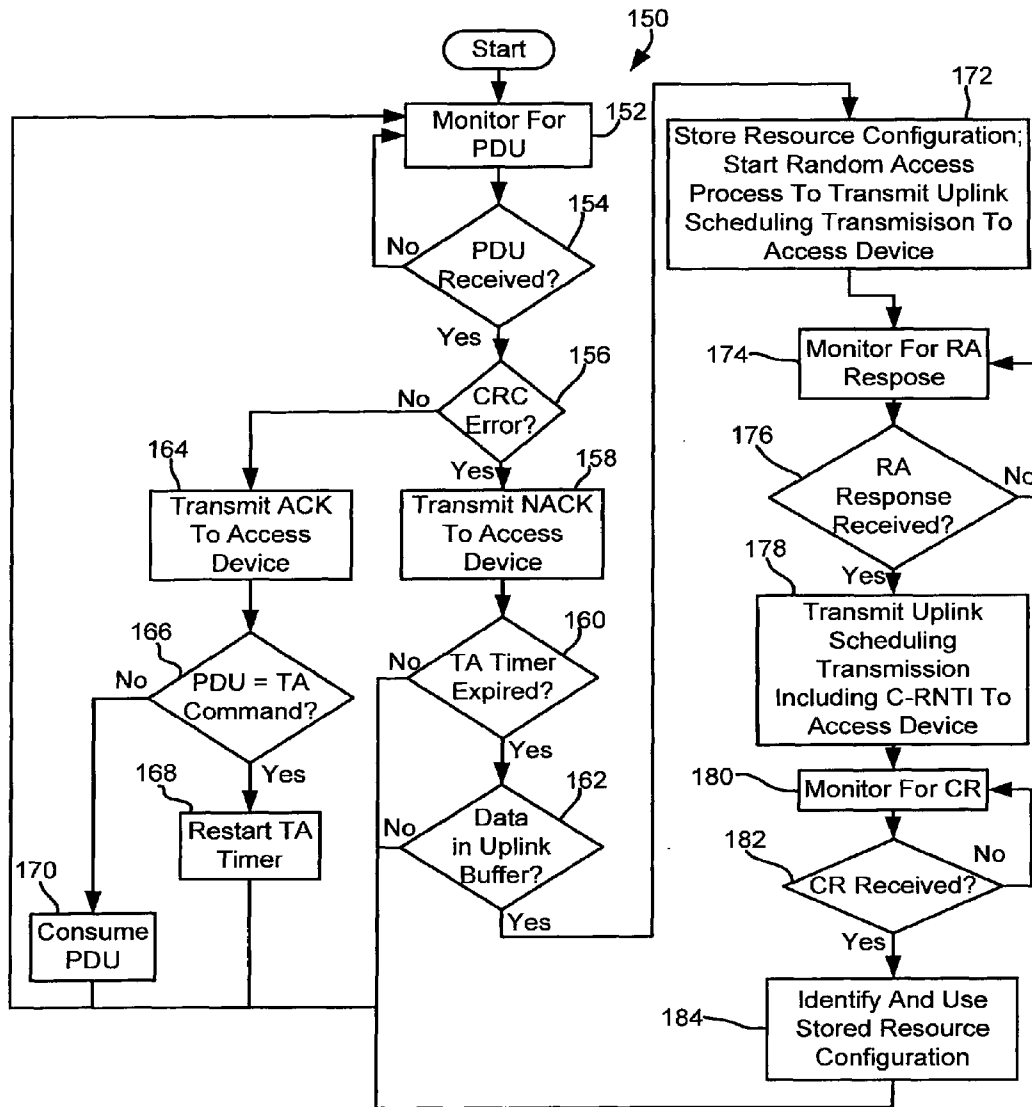 Start
150
Monitor For
PDU
152
154
PDU
Received?
No
Yes
156
CRC
Error?
No
Yes
164
Transmit ACK
To Access
Device
158
Transmit NACK
To Access
Device
166
PDU = TA
Command?
No
Yes
160
TA Timer
Expired?
No
Yes
168
Restart TA
Timer
162
Data
in Uplink
Buffer?
No
Yes
170
Consume
PDU
172
Store Resource Configuration;
Start Random Access
Process To Transmit Uplink
Scheduling Transmisison To
Access Device
174
Monitor For RA
Respose
176
RA
Response
Received?
No
Yes
178
Transmit Uplink
Scheduling
Transmission
Including C-RNTI To
Access Device
180
Monitor For CR
182
CR Received?
No
Yes
184
Identify And Use
Stored Resource
Configuration